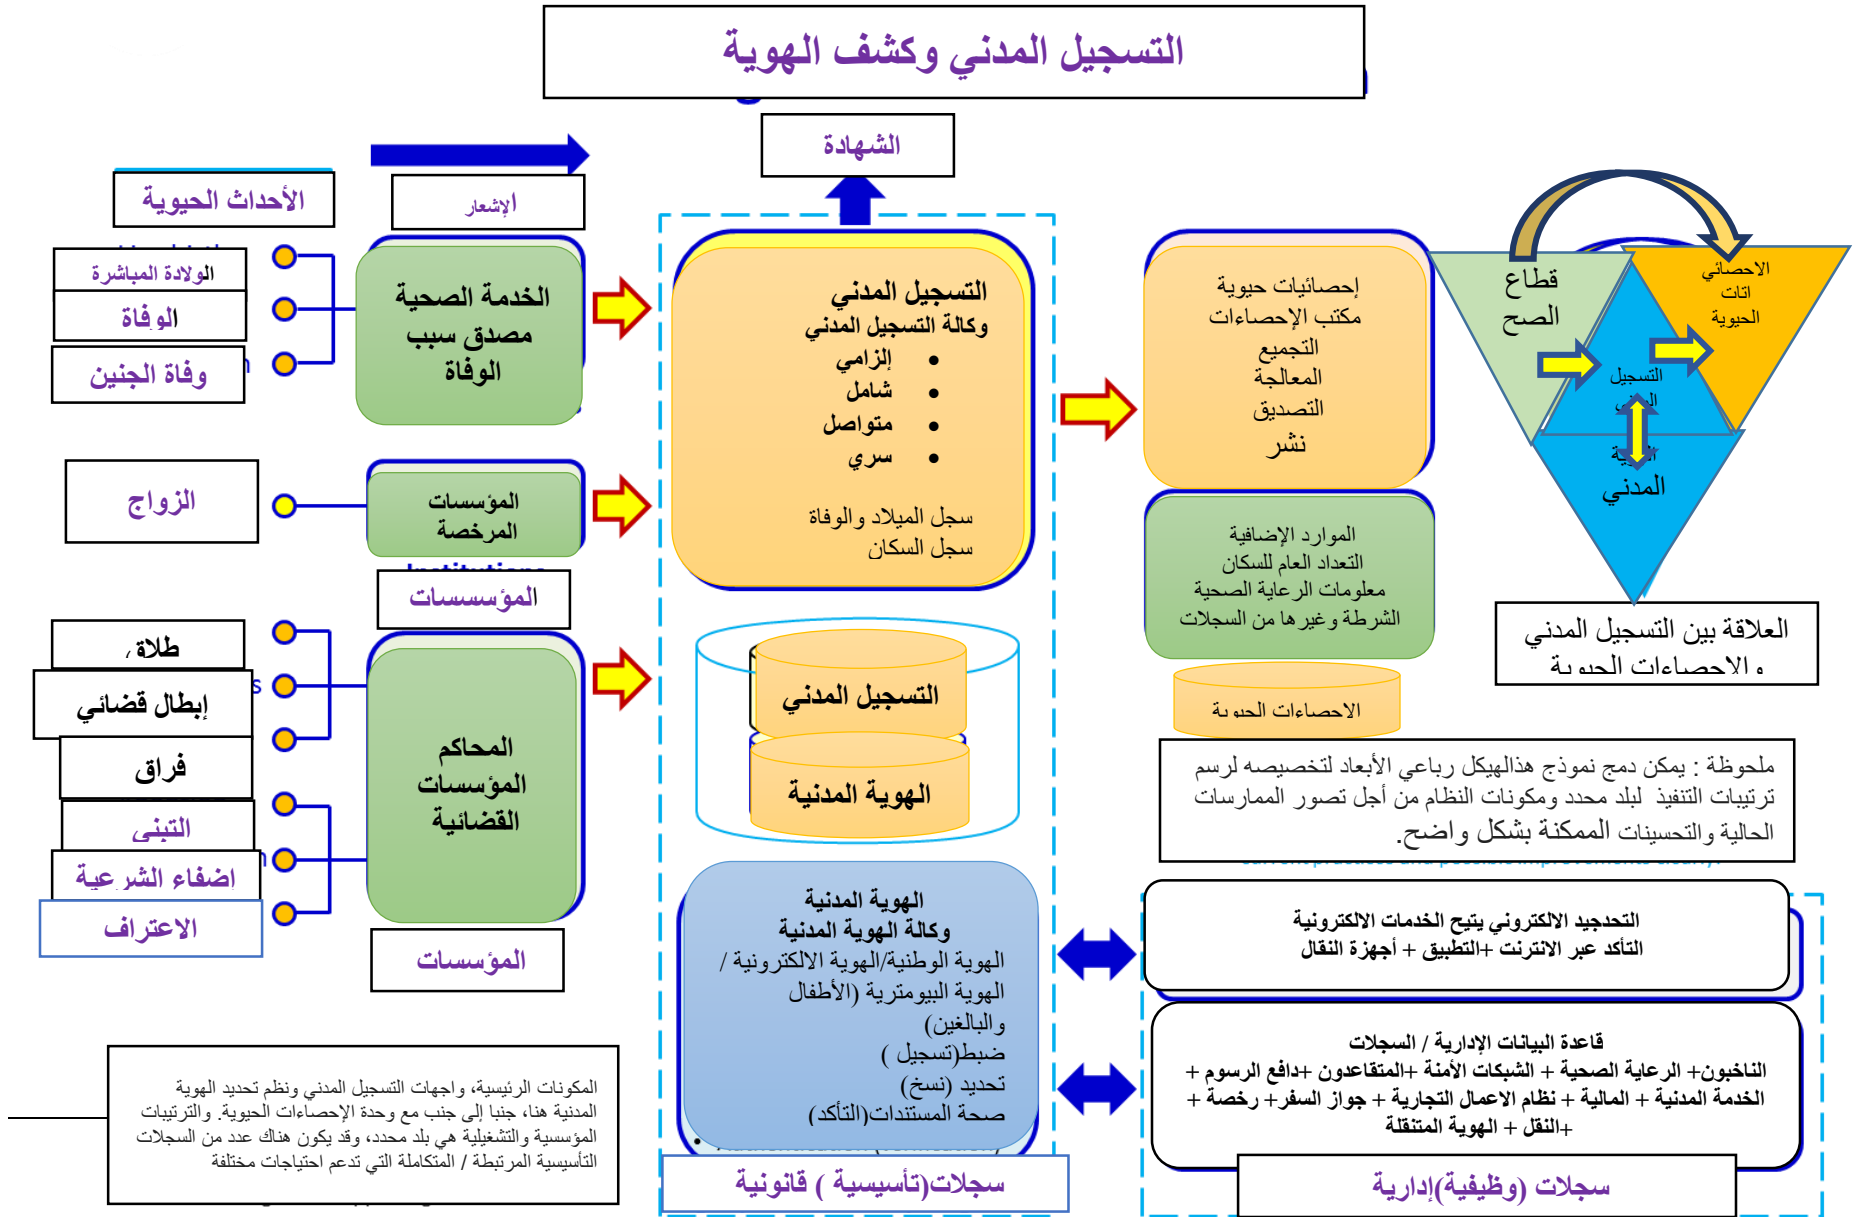 التسجيل المدني وكشف الهوية
الشهادة
الأحداث الحيوية
الإشعار
الولادة المباشرة
الوفاة
وفاة الجنين
الخدمة الصحية
مصدق سبب
الوفاة
الزواج
المؤسسات
المرخصة
المؤسسسات
طلاق
إبطال قضائي
فراق
التبني
اضفاء الشرعية
الاعتراف
المحاكم
المؤسسات
القضائية
المؤسسات
التسجيل المدني
وكالة التسجيل المدني
• إلزامي
• شامل
• متواصل
• سري
سجل الميلاد والوفاة
سجل السكان
التسجيل المدني
الهوية المدنية
الهوية المدنية
وكالة الهوية المدنية
الهوية الوطنية/الهوية الالكترونية /
الهوية البيومترية (الأطفال
والبالغين)
ضبط(تسجيل )
تحديد (نسخ)
صحة المستندات(التأكد)
سجلات(تأسيسية ) قانونية
إحصائيات حيوية
مكتب الإحصاءات
التجميع
المعالجة
التصديق
نشر
الموارد الإضافية
التعداد العام للسكان
معلومات الرعاية الصحية
الشرطة وغيرها من السجلات
الاحصاءات الحيوية
قطاع
الصح
الاحصائي
اتات
الحيوية
التسجيل
المدني
العلاقة بين التسجيل المدني
والاحصاءات الحيوية
ملحوظة : يمكن دمج نموذج هذالهيكل رباعي الأبعاد لتخصيصه لرسم
ترتيبات التنفيذ لبلد محدد ومكونات النظام من أجل تصور الممارسات
الحالية والتحسينات الممكنة بشكل واضح.
التحدجيد الالكتروني يتيح الخدمات الالكترونية
التأكد عبر الانترنت +التطبيق + أجهزة النقال
قاعدة البيانات الإدارية / السجلات
الناخبون+ الرعاية الصحية + الشبكات الأمنة +المتقاعدون +دافع الرسوم +
الخدمة المدنية + المالية + نظام الاعمال التجارية + جواز السفر+ رخصة +
+النقل + الهوية المتنقلة
سجلات (وظيفية)إدارية
المكونات الرئيسية، واجهات التسجيل المدني ونظم تحديد الهوية
المدنية هنا، جنبا إلى جنب مع وحدة الإحصاءات الحيوية. والترتيبات
المؤسسية والتشغيلية هي بلد محدد، وقد يكون هناك عدد من السجلات
التأسيسية المرتبطة / المتكاملة التي تدعم احتياجات مختلفة